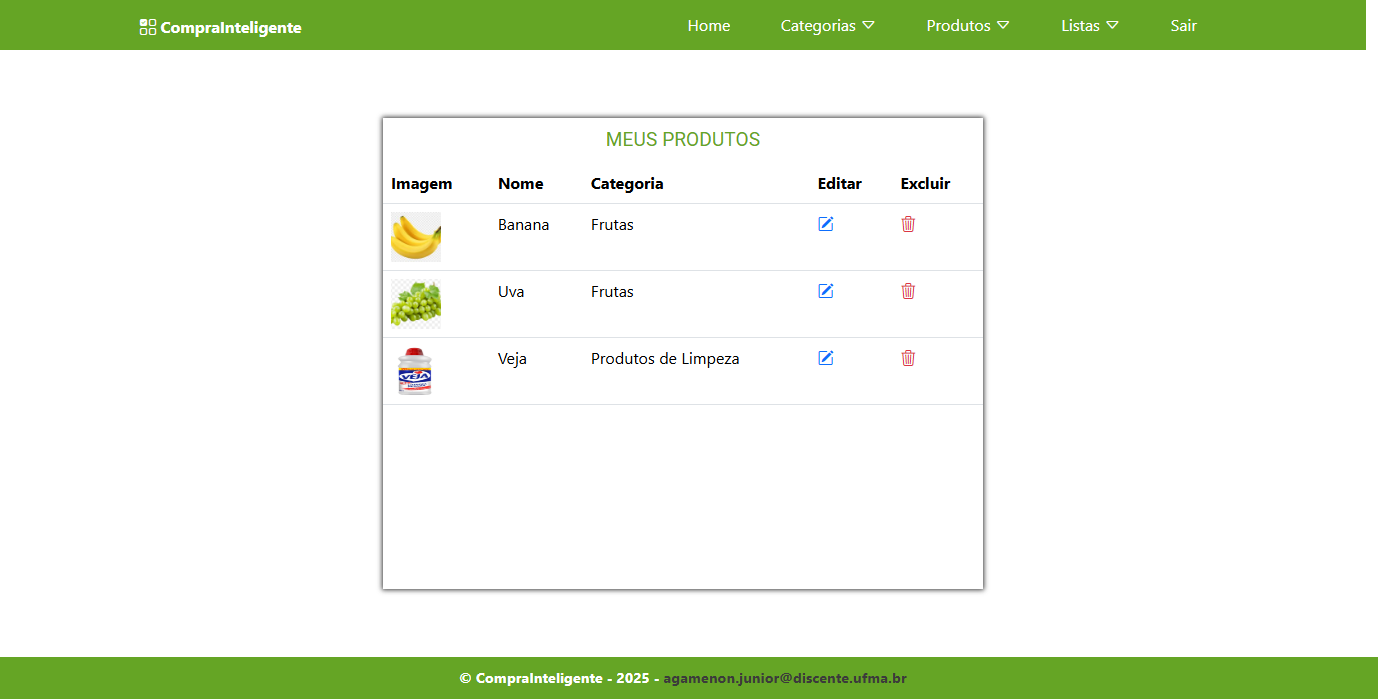 CompraInteligente Home Categorias Produtos Listas Sair
MEUS PRODUTOS
Imagem Nome Categoria Editar Excluir
Banana Frutas
Uva Frutas
VEJA Veja Produtos de Limpeza
© CompraInteligente - 2025 - agamenon.junior@discente.ufma.br